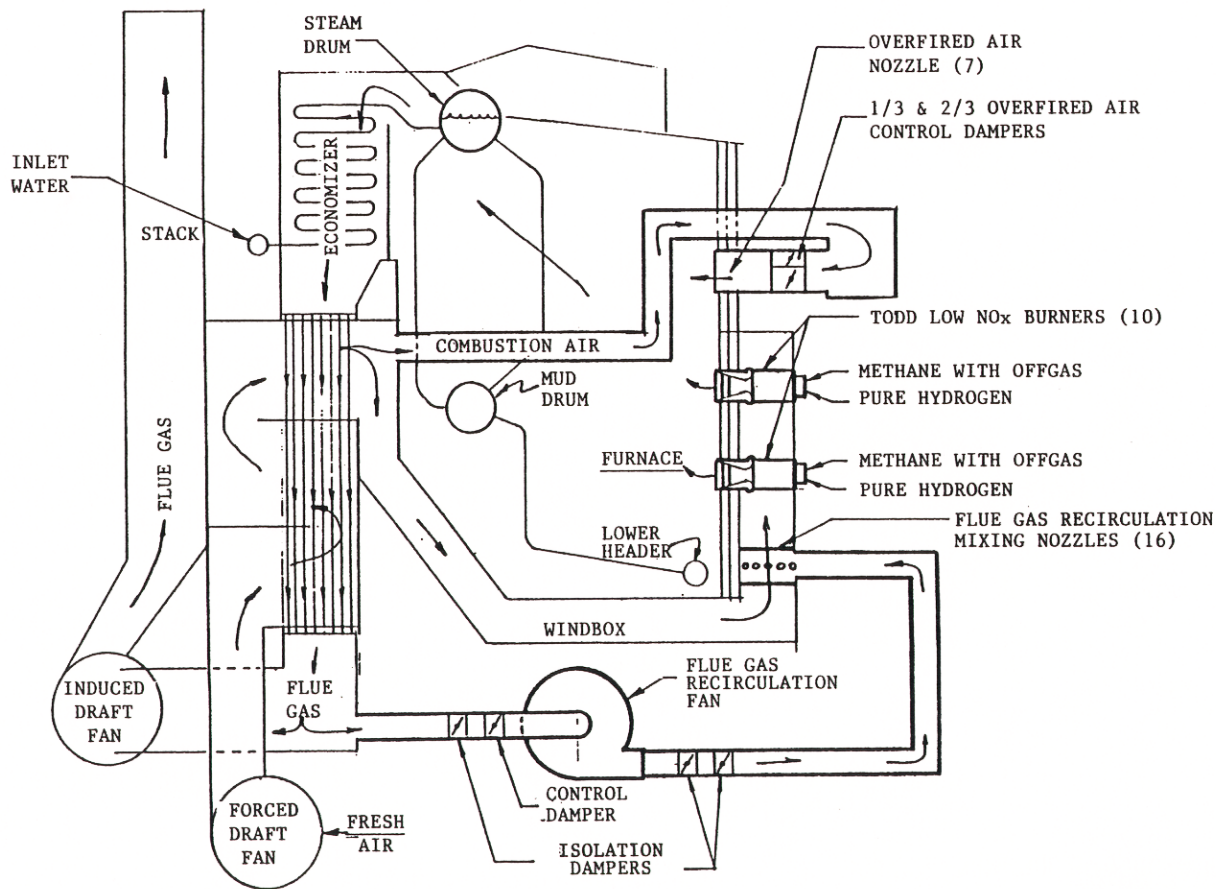 STEAM
DRUM
OVERFIRED AIR
NOZZLE (7)
1/3 & 2/3 OVERFIRED AIR
CONTROL DAMPERS
INLET
WATER
STACK
ECONOMIZER
COMBUSTION AIR
TODD LOW NOx BURNERS (10)
METHANE WITH OFFGAS
PURE HYDROGEN
MUD
DRUM
FLUE GAS
FURNACE
METHANE WITH OFFGAS
PURE HYDROGEN
FLUE GAS RECIRCULATION
MIXING NOZZLES (16)
LOWER
HEADER
WINDBOX
INDUCED
DRAFT
FAN
FLUE
GAS
FLUE GAS
RECIRCULATION
FAN
CONTROL
DAMPER
FORCED
DRAFT
FAN
FRESH
AIR
ISOLATION
DAMPERS